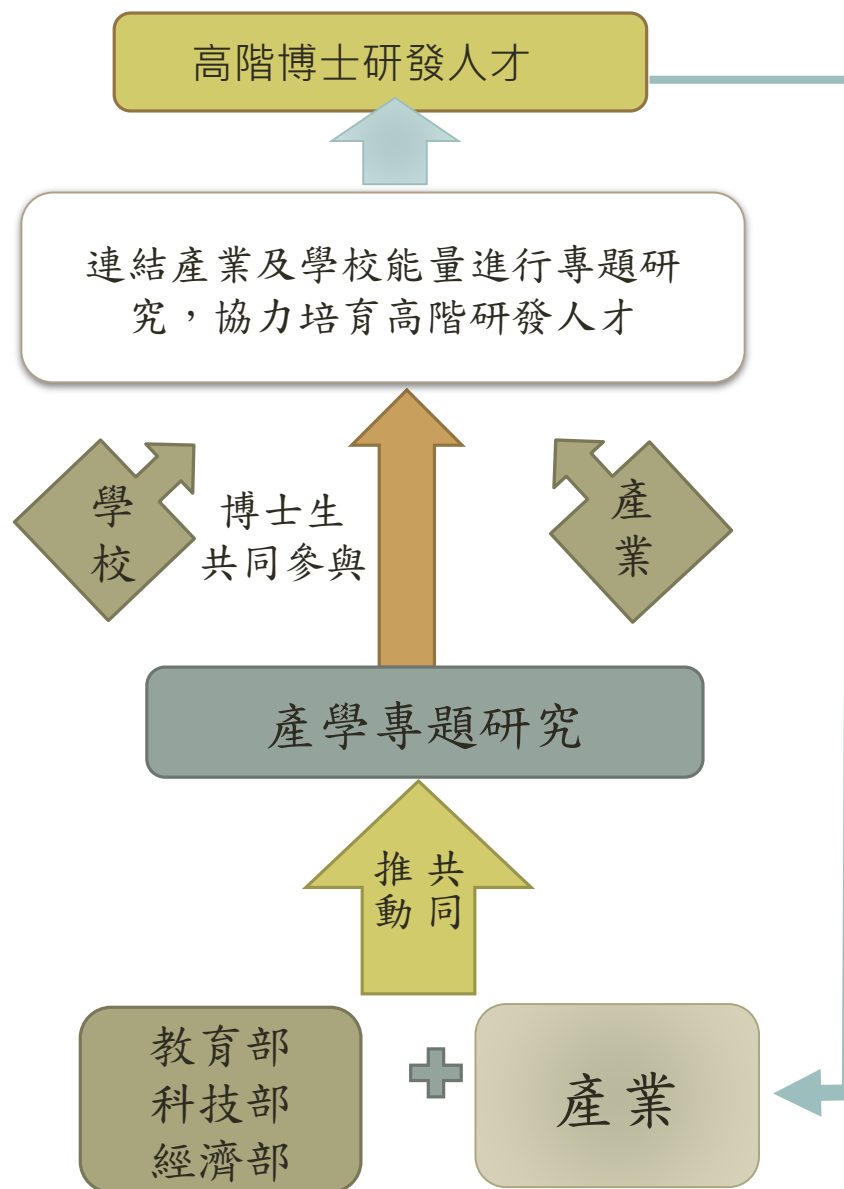 高階博士研發人才
連結產業及學校能量進行專題研
究，協力培育高階研發人才
學校
博士生
共同參與
產業
產學專題研究
共同
推動
教育部
科技部
經濟部
產業